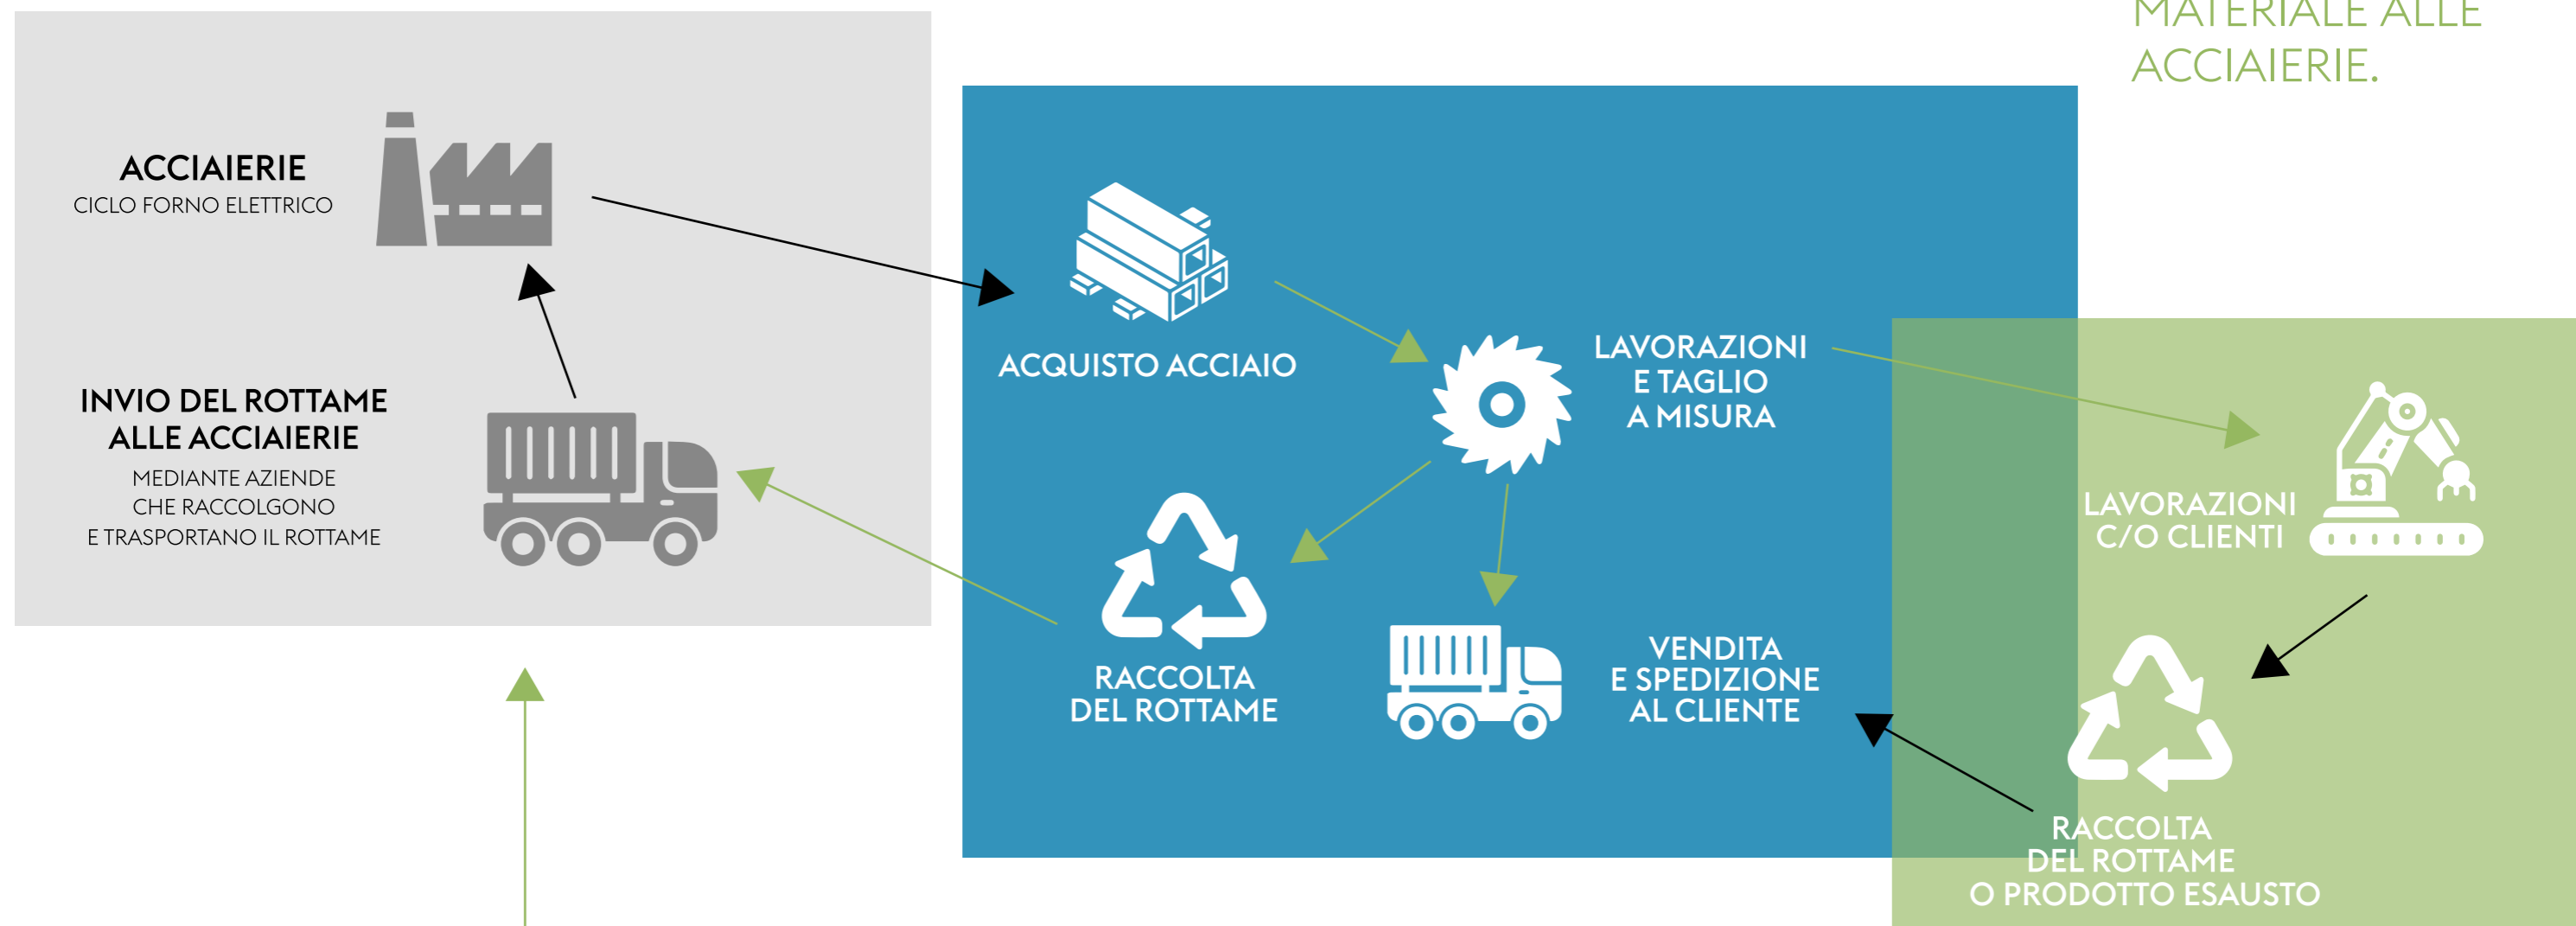 MATERIALE ALLE
ACCIAIERIE.
ACCIAIERIE
CICLO FORNO ELETTRICO
INVIO DEL ROTTAME
ALLE ACCIAIERIE
MEDIANTE AZIENDE
CHE RACCOLGONO
E TRASPORTANO IL ROTTAME
ACQUISTO ACCIAIO
LAVORAZIONI
E TAGLIO
A MISURA
RACCOLTA
DEL ROTTAME
VENDITA
E SPEDIZIONE
AL CLIENTE
LAVORAZIONI
C/O CLIENTI
RACCOLTA
DEL ROTTAME
O PRODOTTO ESAUSTO